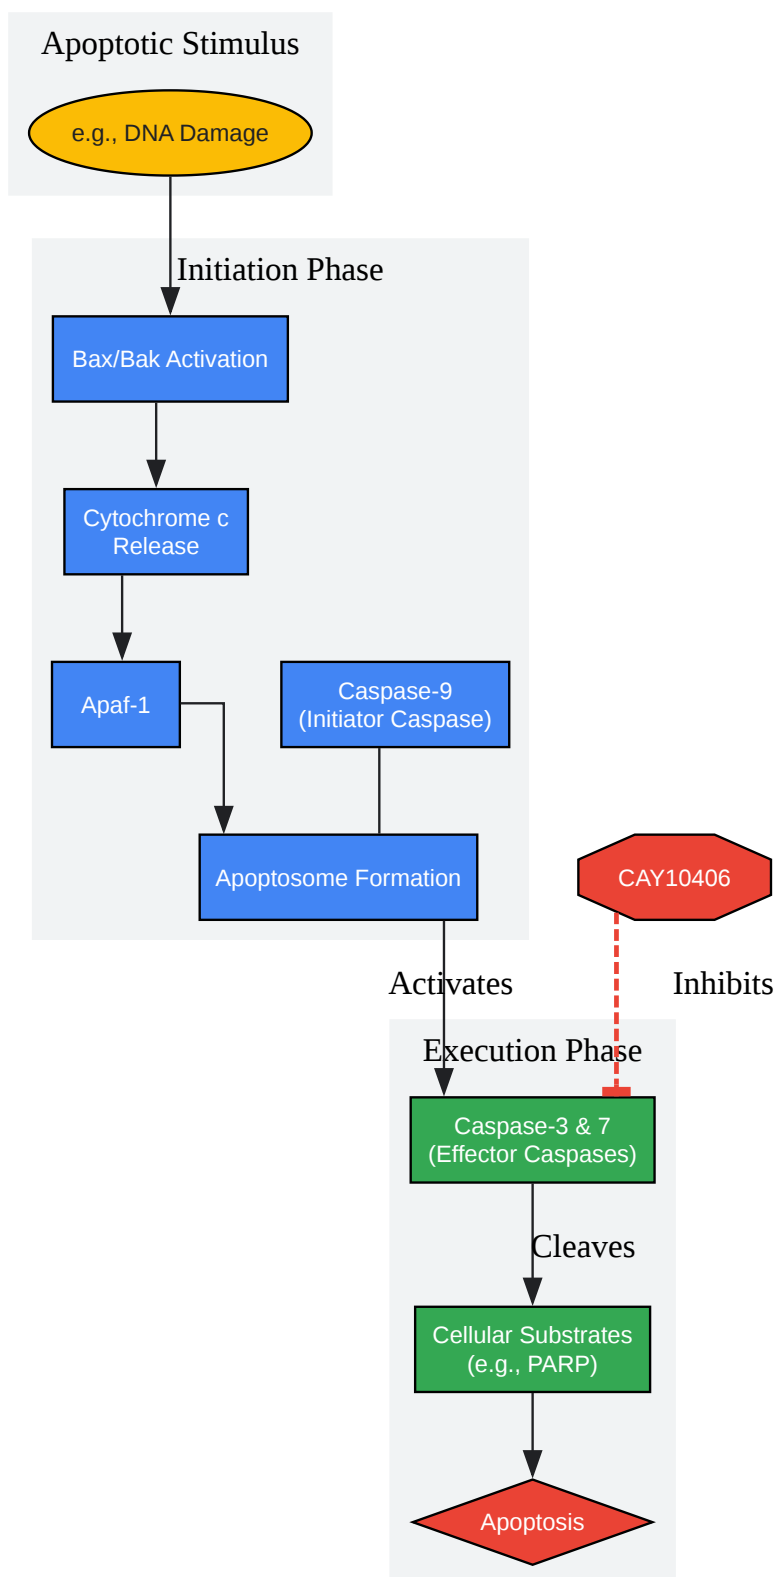 Apoptotic Stimulus
e.g., DNA Damage
Initiation Phase
Bax/Bak Activation
Cytochrome c
Release
Apaf-1
Caspase-9
(Initiator Caspase)
Apoptosome Formation
CAY10406
Activates
Inhibits
Execution Phase
Caspase-3 & 7
(Effector Caspases)
Cleaves
Cellular Substrates
(e.g., PARP)
Apoptosis